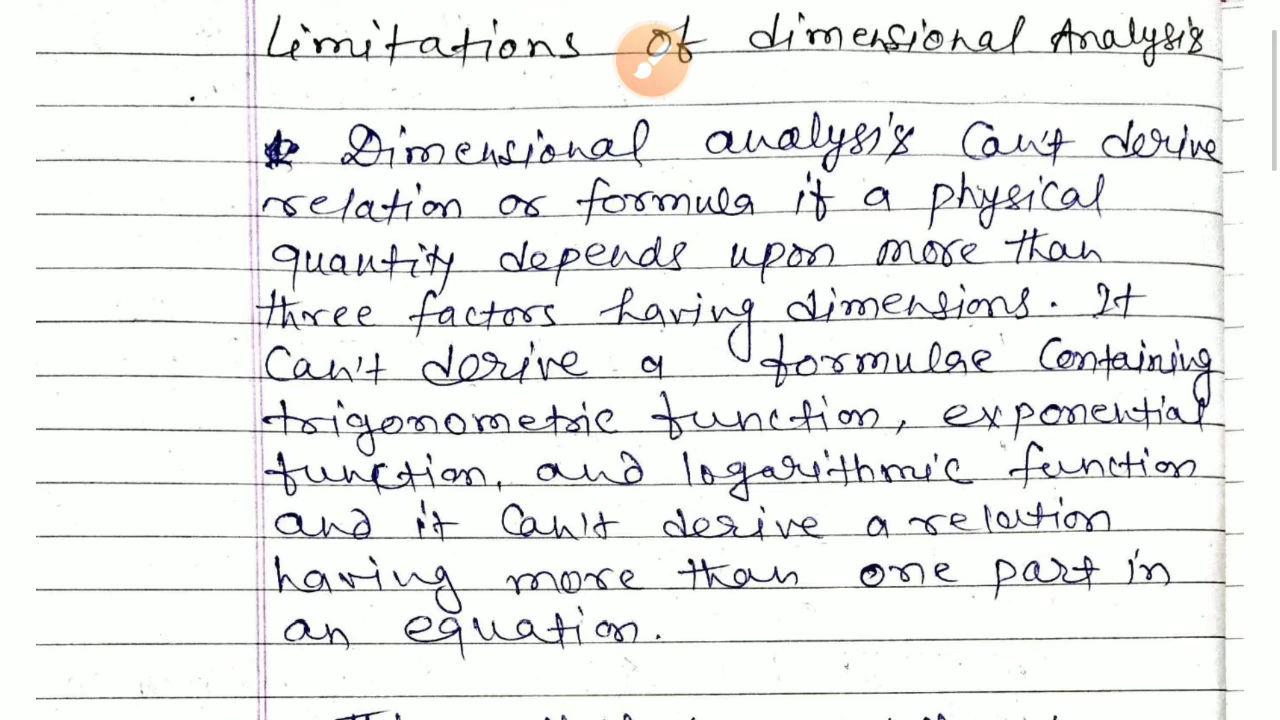 Limitations of dimensional Analysis
Dimensional analysis can't derive
relation or formula if a physical
quantity depends upon more than
three factors having dimensions. It
can't derive a formulae containing
trigonometric function, exponential
function, and logarithmic function
and it can't derive a relation
having more than one part in
an equation.